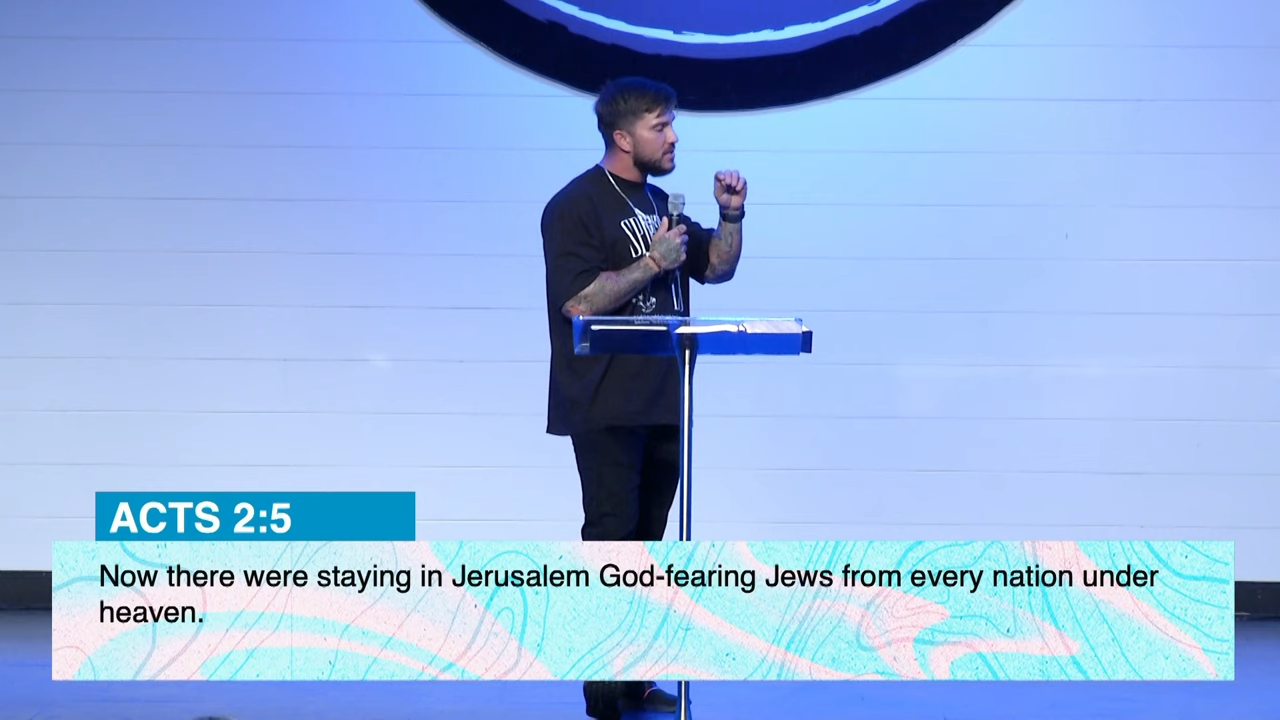 ACTS 2:5
Now there were staying in Jerusalem God-fearing Jews from every nation under
heaven.